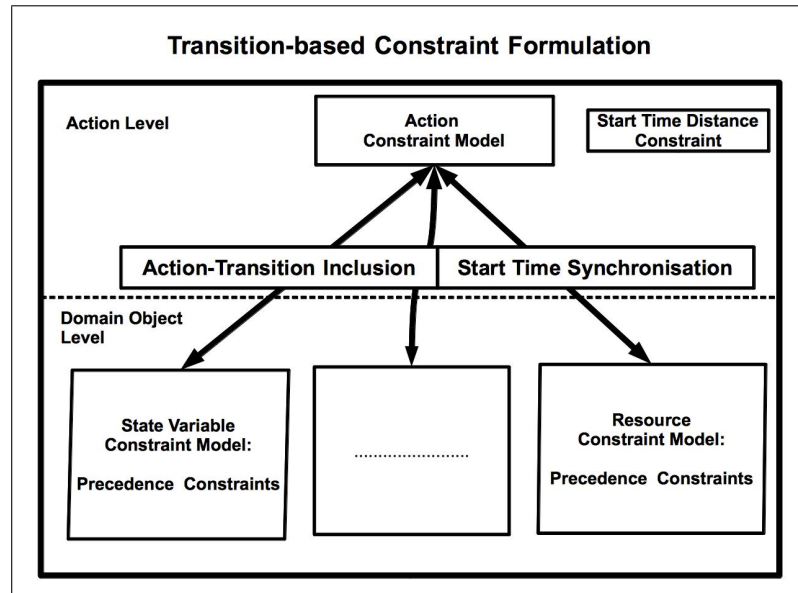 Transition-based Constraint Formulation
Action Level
Action
Constraint Model
Start Time Distance
Constraint
Action-Transition Inclusion
Start Time Synchronisation
Domain Object
Level
State Variable
Constraint Model:
Precedence Constraints
........................
Resource
Constraint Model:
Precedence Constraints